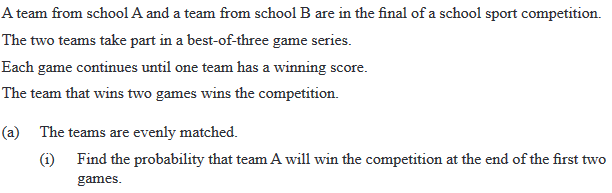 A team from school A and a team from school B are in the final of a school sport competition.
The two teams take part in a best-of-three game series.
Each game continues until one team has a winning score.
The team that wins two games wins the competition.
(a) The teams are evenly matched.
(i) Find the probability that team A will win the competition at the end of the first two
games.